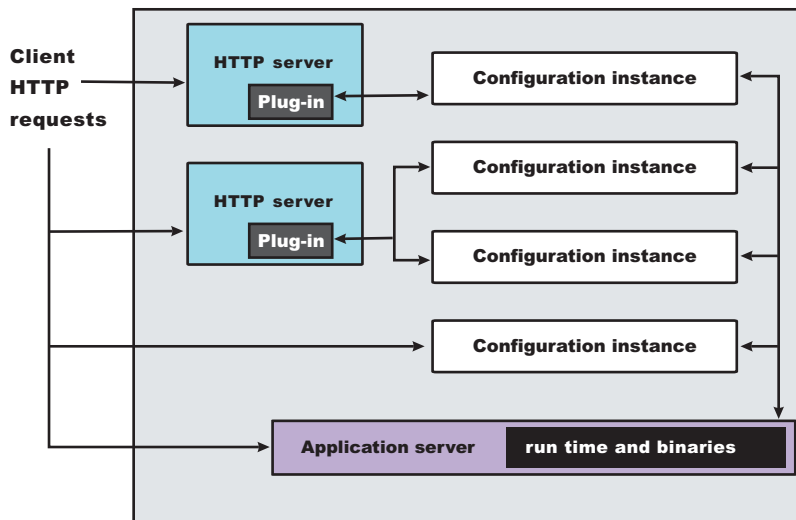 Client
HTTP
requests
HTTP server
Plug-in
Configuration instance
HTTP server
Plug-in
Configuration instance
Configuration instance
Configuration instance
Application server
run time and binaries